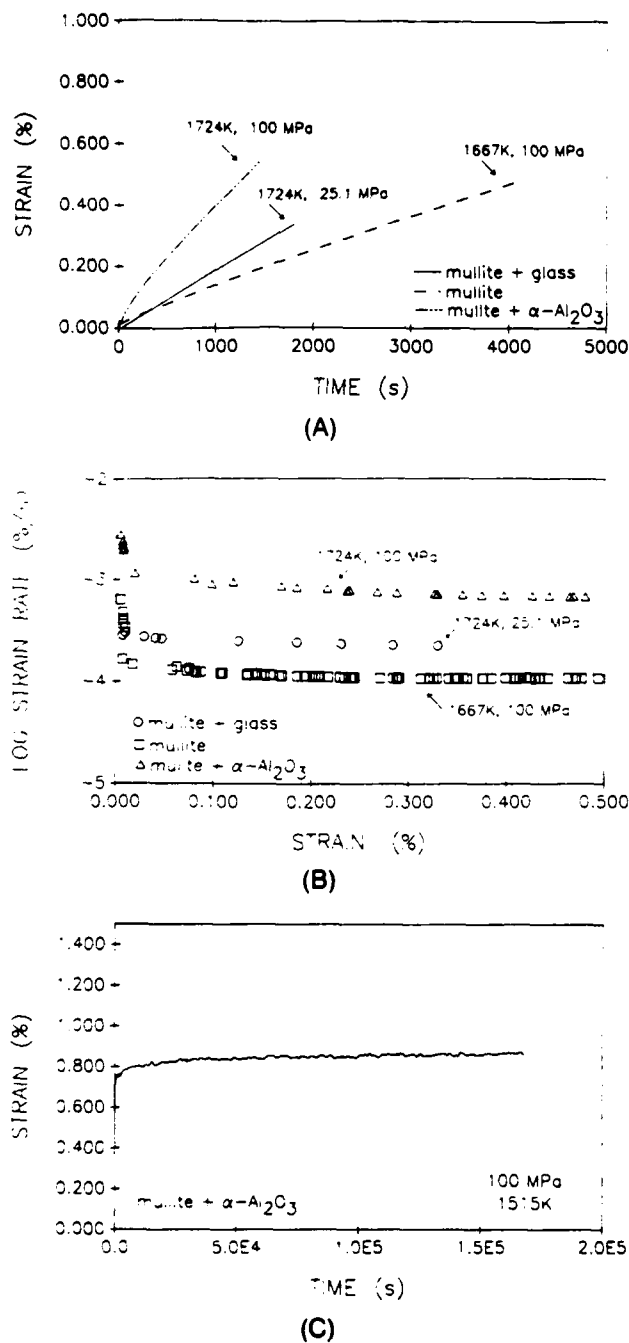 1.000
0.800
0.600
0.400
0.200
0.000
STRAIN (%)
1724K, 100 MPa
1724K, 25.1 MPa
1667K, 100 MPa
mullite + glass
mullite
mullite + α-Al₂O₃
0 1000 2000 3000 4000 5000
TIME (s)
(A)
-2
-3
-4
-5
LOG STRAIN RATE
1724K, 100 MPa
1724K, 25.1 MPa
1667K, 100 MPa
mullite + glass
mullite
mullite + α-Al₂O₃
0.000 0.100 0.200 0.300 0.400 0.500
STRAIN (%)
(B)
1.400
1.200
1.000
0.800
0.600
0.400
0.200
0.000
STRAIN (%)
mullite + α-Al₂O₃
100 MPa
1515K
0.0 5.0E4 1.0E5 1.5E5 2.0E5
TIME (s)
(C)